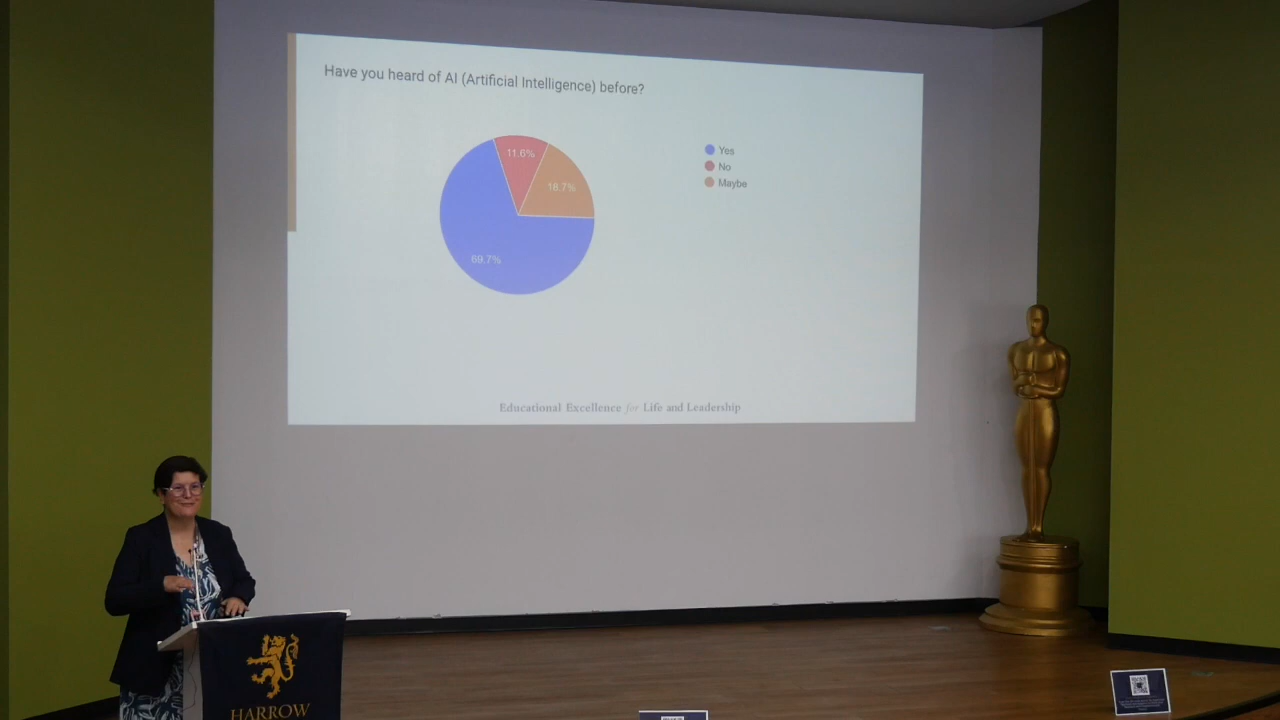 Have you heard of AI (Artificial Intelligence) before?
11.6%
18.7%
69.7%
Yes
No
Maybe
Educational Excellence for Life and Leadership
HARROW